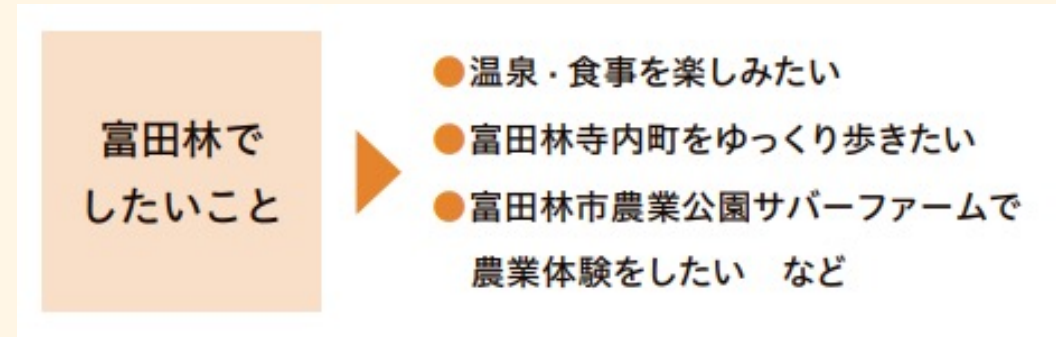 富田林で
したいこと
●温泉・食事を楽しみたい
●富田林寺内町をゆっくり歩きたい
●富田林市農業公園サバーファームで
農業体験をしたい　など